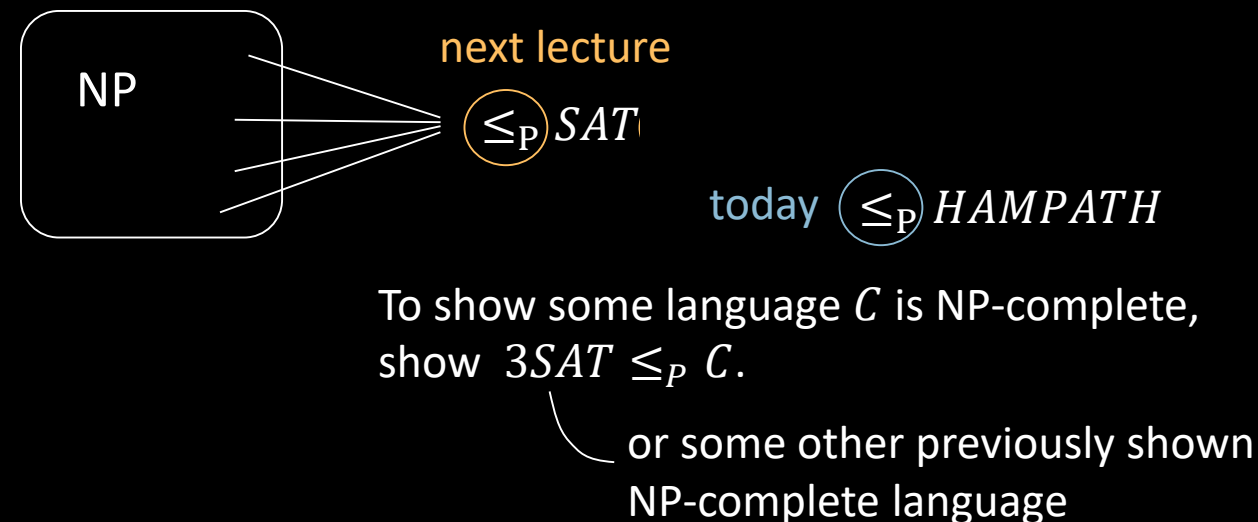 next lecture
NP
≤P SAT
today ≤P HAMPATH
To show some language C is NP-complete,
show 3SAT ≤P C.
or some other previously shown
NP-complete language